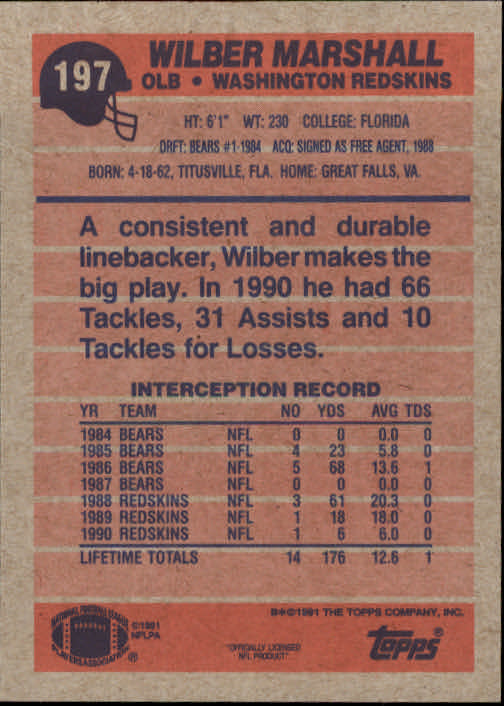 197
WILBER MARSHALL
OLB • WASHINGTON REDSKINS
HT: 6'1" WT: 230 COLLEGE: FLORIDA
DRFT: BEARS #1-1984 ACQ: SIGNED AS FREE AGENT, 1988
BORN: 4-18-62, TITUSVILLE, FLA. HOME: GREAT FALLS, VA.
A consistent and durable
linebacker, Wilber makes the
big play. In 1990 he had 66
Tackles, 31 Assists and 10
Tackles for Losses.
INTERCEPTION RECORD
YR TEAM NO YDS AVG TDS
1984 BEARS NFL 0 0 0.0 0
1985 BEARS NFL 4 23 5.8 0
1986 BEARS NFL 5 68 13.6 1
1987 BEARS NFL 0 0 0.0 0
1988 REDSKINS NFL 3 61 20.3 0
1989 REDSKINS NFL 1 18 18.0 0
1990 REDSKINS NFL 1 6 6.0 0
LIFETIME TOTALS 14 176 12.6 1
NATIONAL FOOTBALL LEAGUE
PLAYERS ASSOCIATION
®
©1991
NFLPA
"OFFICIALLY LICENSED
NFL PRODUCT"
B*©1991 THE TOPPS COMPANY, INC.
Topps®